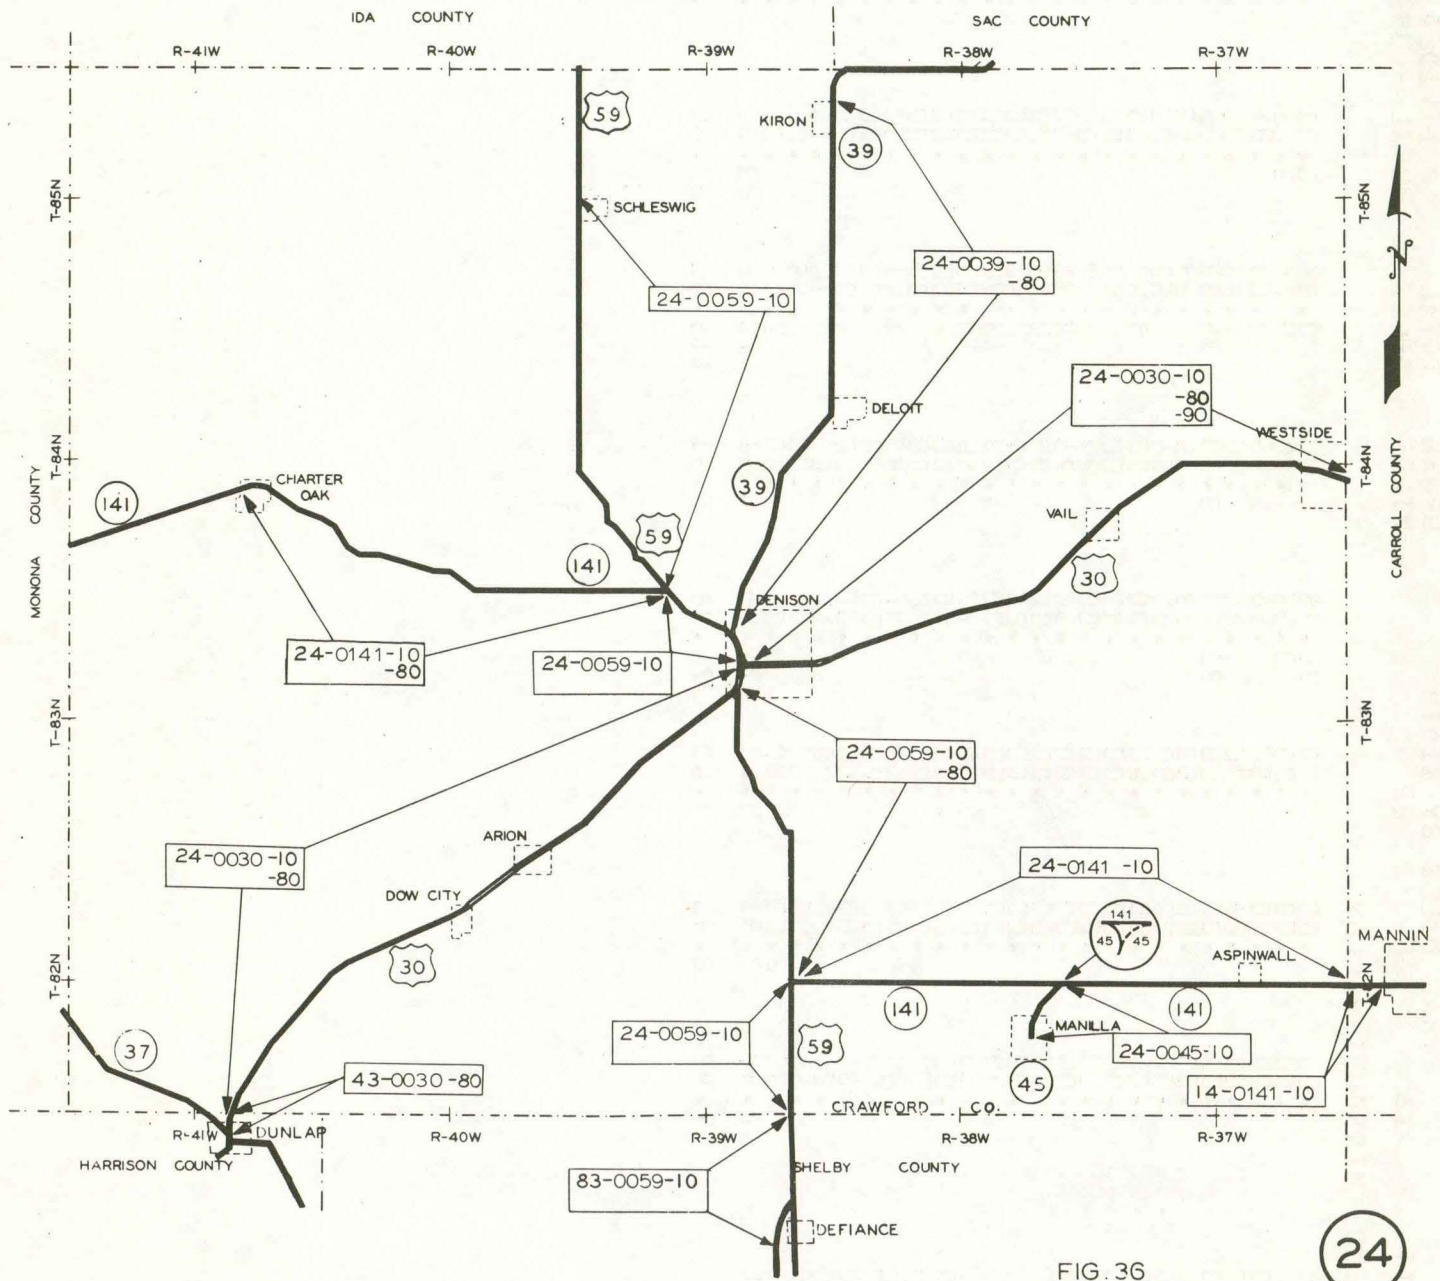 IDA COUNTY
SAC COUNTY
R-41W
R-40W
R-39W
R-38W
R-37W
59
KIRON
39
T-85N
T-85N
SCHLESWIG
24-0039-10
-80
24-0059-10
24-0030-10
-80
-90
DELOIT
WESTSIDE
T-84N
T-84N
MONONA COUNTY
CARROLL COUNTY
CHARTER
OAK
141
39
VAIL
59
141
30
DENISON
24-0141-10
-80
24-0059-10
T-83N
T-83N
24-0059-10
-80
ARION
24-0030-10
-80
24-0141-10
DOW CITY
141
45 45
MANNIN
ASPINWALL
30
T-82N
141
141
MANILLA
24-0059-10
59
24-0045-10
37
43-0030-80
45
14-0141-10
CRAWFORD CO.
R-41W
DUNLAP
R-40W
R-39W
R-38W
R-37W
HARRISON COUNTY
SHELBY COUNTY
83-0059-10
DEFIANCE
FIG. 36
24